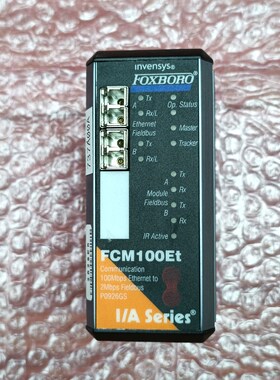 invensys
FOXBORO
Tx
Op. Status
A
Rx/L
Ethernet
Fieldbus
Master
Tx
Tracker
B
Rx/L
Tx
A
Rx
Module
Fieldbus
Tx
B
Rx
IR Active
FCM100Et
Communication
100Mbps Ethernet to
2Mbps Fieldbus
I/A Series®